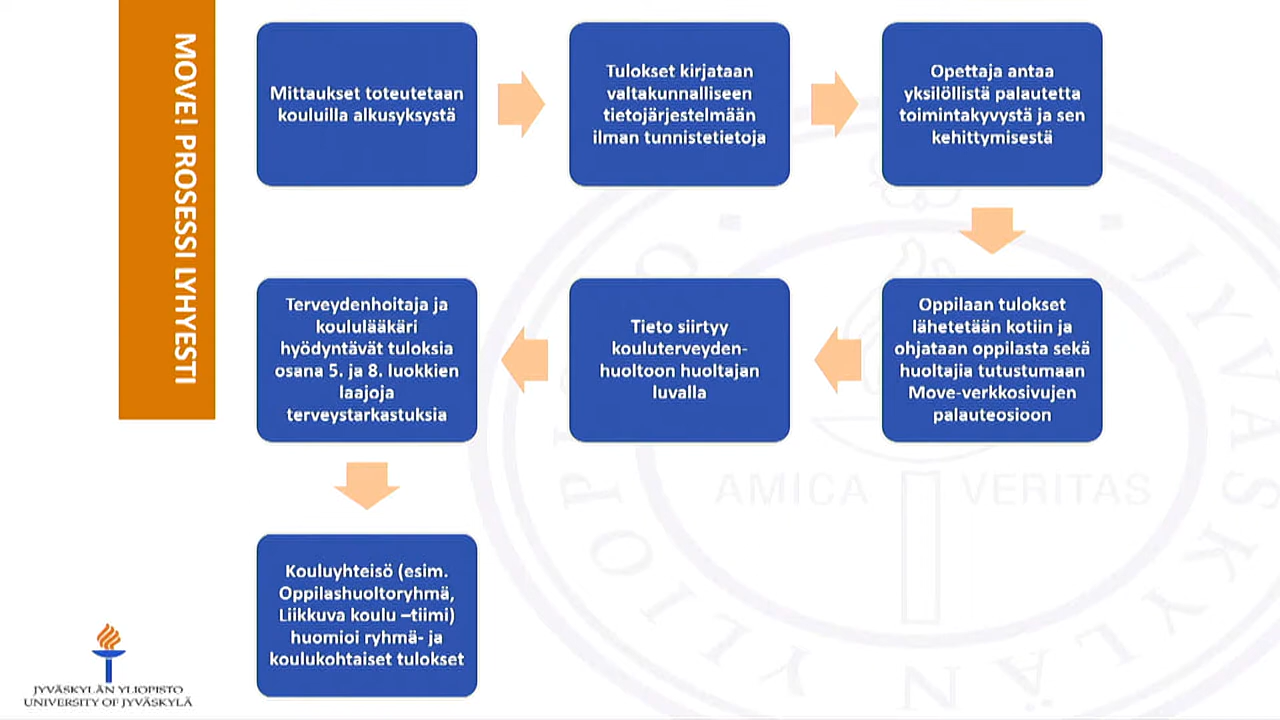 MOVE! PROSESSI LYHYESTI
Mittaukset toteutetaan
kouluilla alkusyksystä
Tulokset kirjataan
valtakunnalliseen
tietojärjestelmään
ilman tunnistetietoja
Opettaja antaa
yksilöllistä palautetta
toimintakyvystä ja sen
kehittymisestä
Oppilaan tulokset
lähetetään kotiin ja
ohjataan oppilasta sekä
huoltajia tutustumaan
Move-verkkosivujen
palauteosioon
Tieto siirtyy
kouluterveyden-
huoltoon huoltajan
luvalla
Terveydenhoitaja ja
koululääkäri
hyödyntävät tuloksia
osana 5. ja 8. luokkien
laajoja
terveystarkastuksia
Kouluyhteisö (esim.
Oppilashuoltoryhmä,
Liikkuva koulu –tiimi)
huomioi ryhmä- ja
koulukohtaiset tulokset
JYVÄSKYLÄN YLIOPISTO
UNIVERSITY OF JYVÄSKYLÄ
AMICA VERITAS